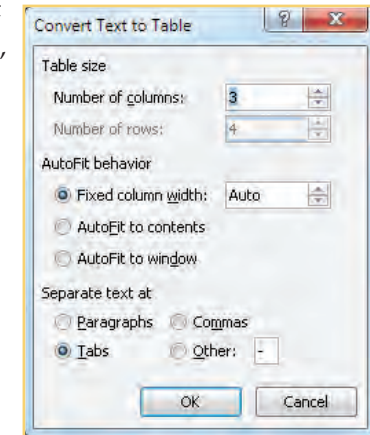 Convert Text to Table ? X
Table size
Number of columns: 3
Number of rows: 4
AutoFit behavior
Fixed column width: Auto
AutoFit to contents
AutoFit to window
Separate text at
Paragraphs Commas
Tabs Other: -
OK Cancel